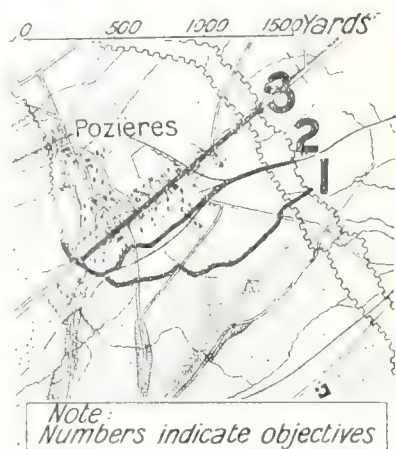 0 500 1000 1500 Yards
Pozieres
3
2
1
Note:
Numbers indicate objectives